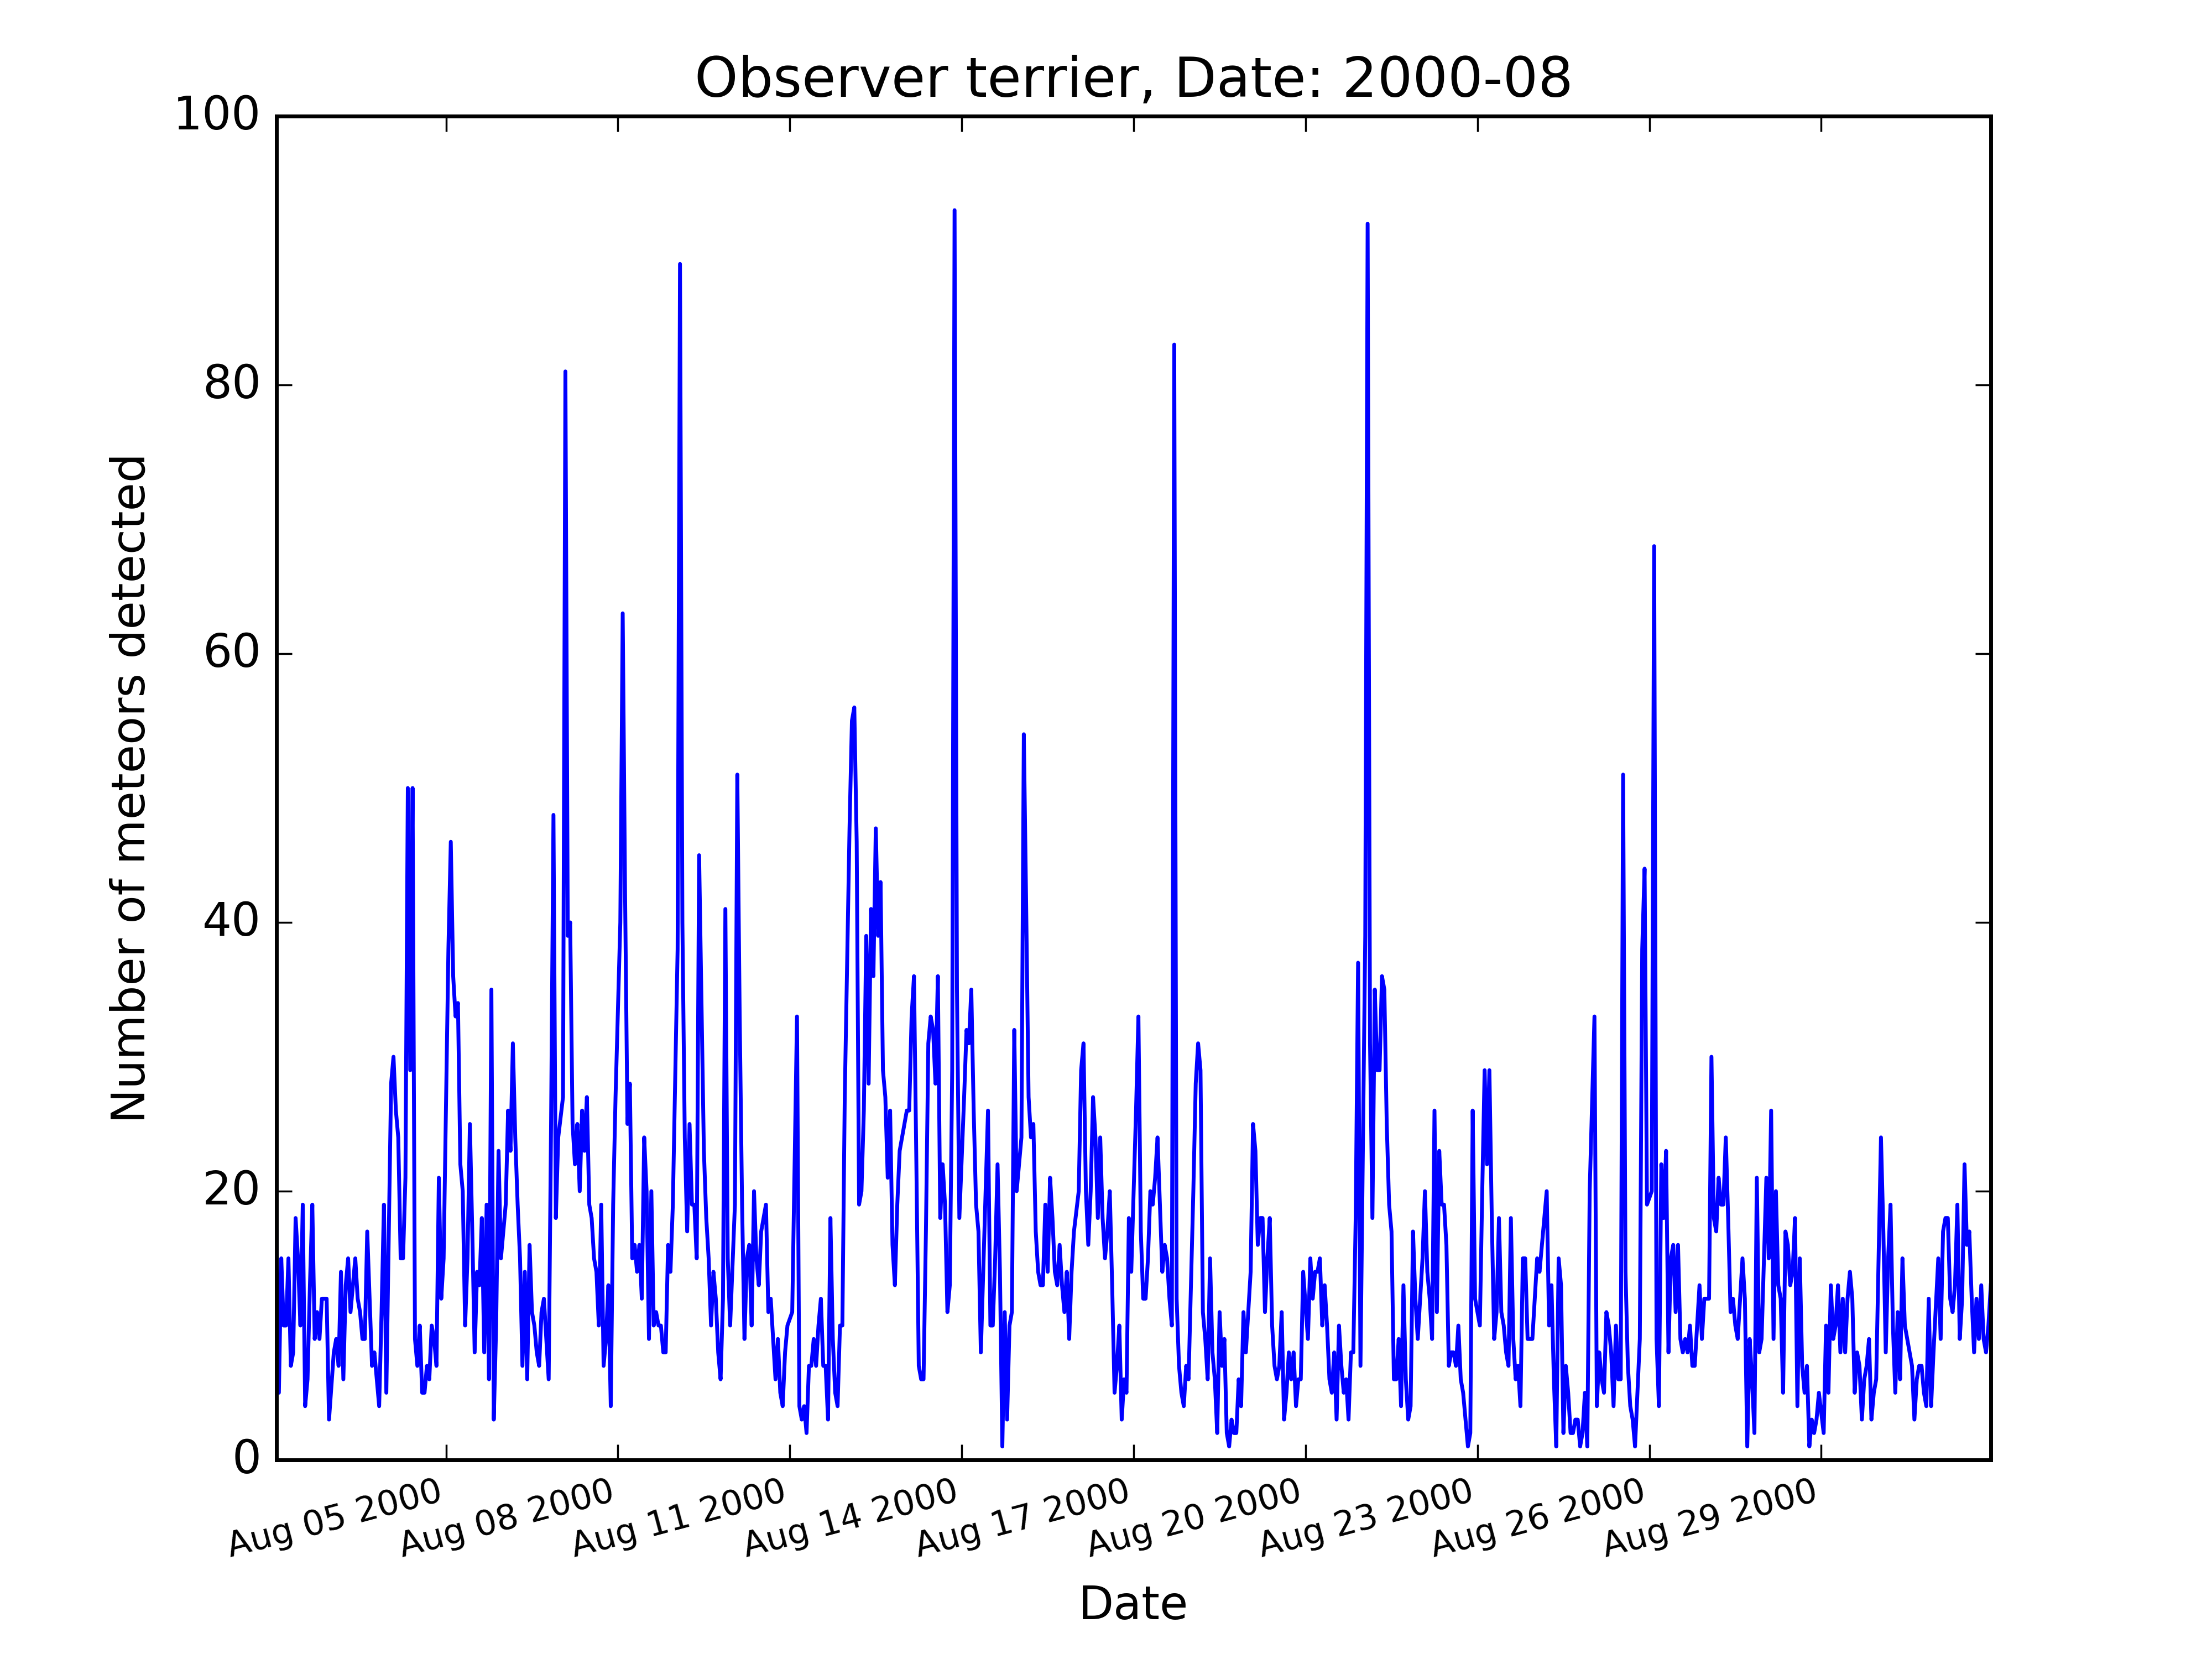 Observer terrier, Date: 2000-08
100
80
60
40
20
0
Number of meteors detected
Aug 05 2000
Aug 08 2000
Aug 11 2000
Aug 14 2000
Aug 17 2000
Aug 20 2000
Aug 23 2000
Aug 26 2000
Aug 29 2000
Date